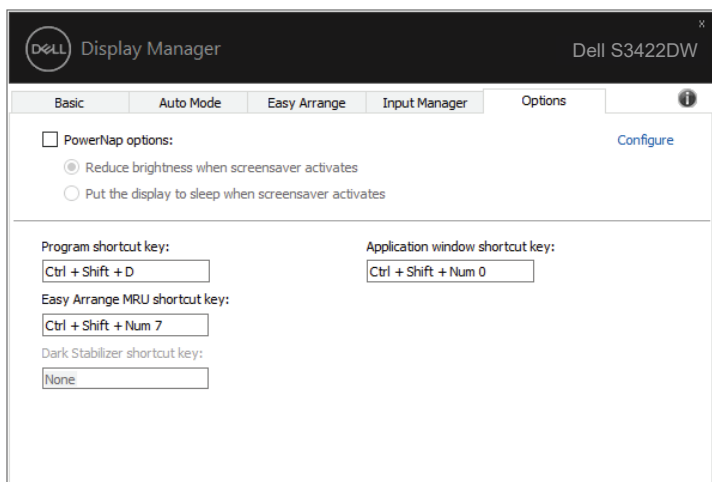 x
DELL Display Manager Dell S3422DW
Basic Auto Mode Easy Arrange Input Manager Options i
PowerNap options: Configure
Reduce brightness when screensaver activates
Put the display to sleep when screensaver activates
Program shortcut key: Application window shortcut key:
Ctrl + Shift + D Ctrl + Shift + Num 0
Easy Arrange MRU shortcut key:
Ctrl + Shift + Num 7
Dark Stabilizer shortcut key:
None